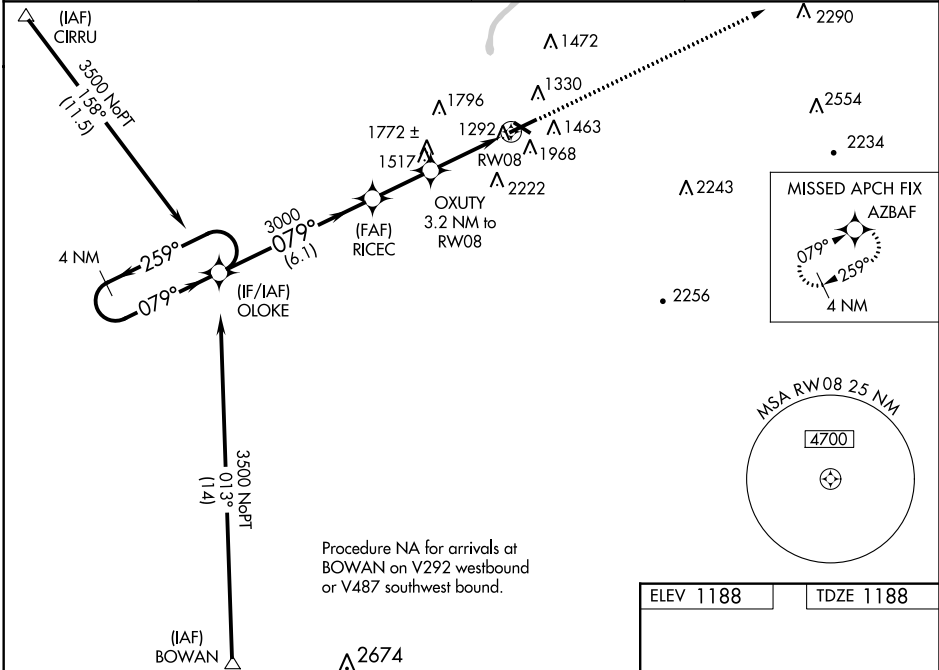 (IAF)
CIRRU
3500 NoPT
158°
(11.5)
2290
1472
1330
1796
2554
1772 ±
1292
1463
2234
1517
RW08
1968
2222
2243
OXUTY
3.2 NM to
RW08
MISSED APCH FIX
AZBAF
079°
259°
4 NM
3000
079°
(6.1)
(FAF)
RICEC
4 NM
259°
079°
(IF/IAF)
OLOKE
2256
MSA RW08 25 NM
4700
3500 NoPT
013°
(14)
Procedure NA for arrivals at
BOWAN on V292 westbound
or V487 southwest bound.
ELEV 1188
TDZE 1188
(IAF)
BOWAN
2674